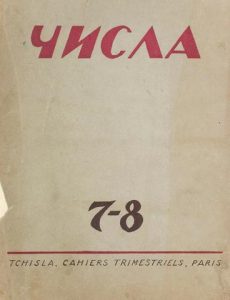 ЧИСЛА
7-8
TCHISLA, CAHIERS TRIMESTRIELS, PARIS